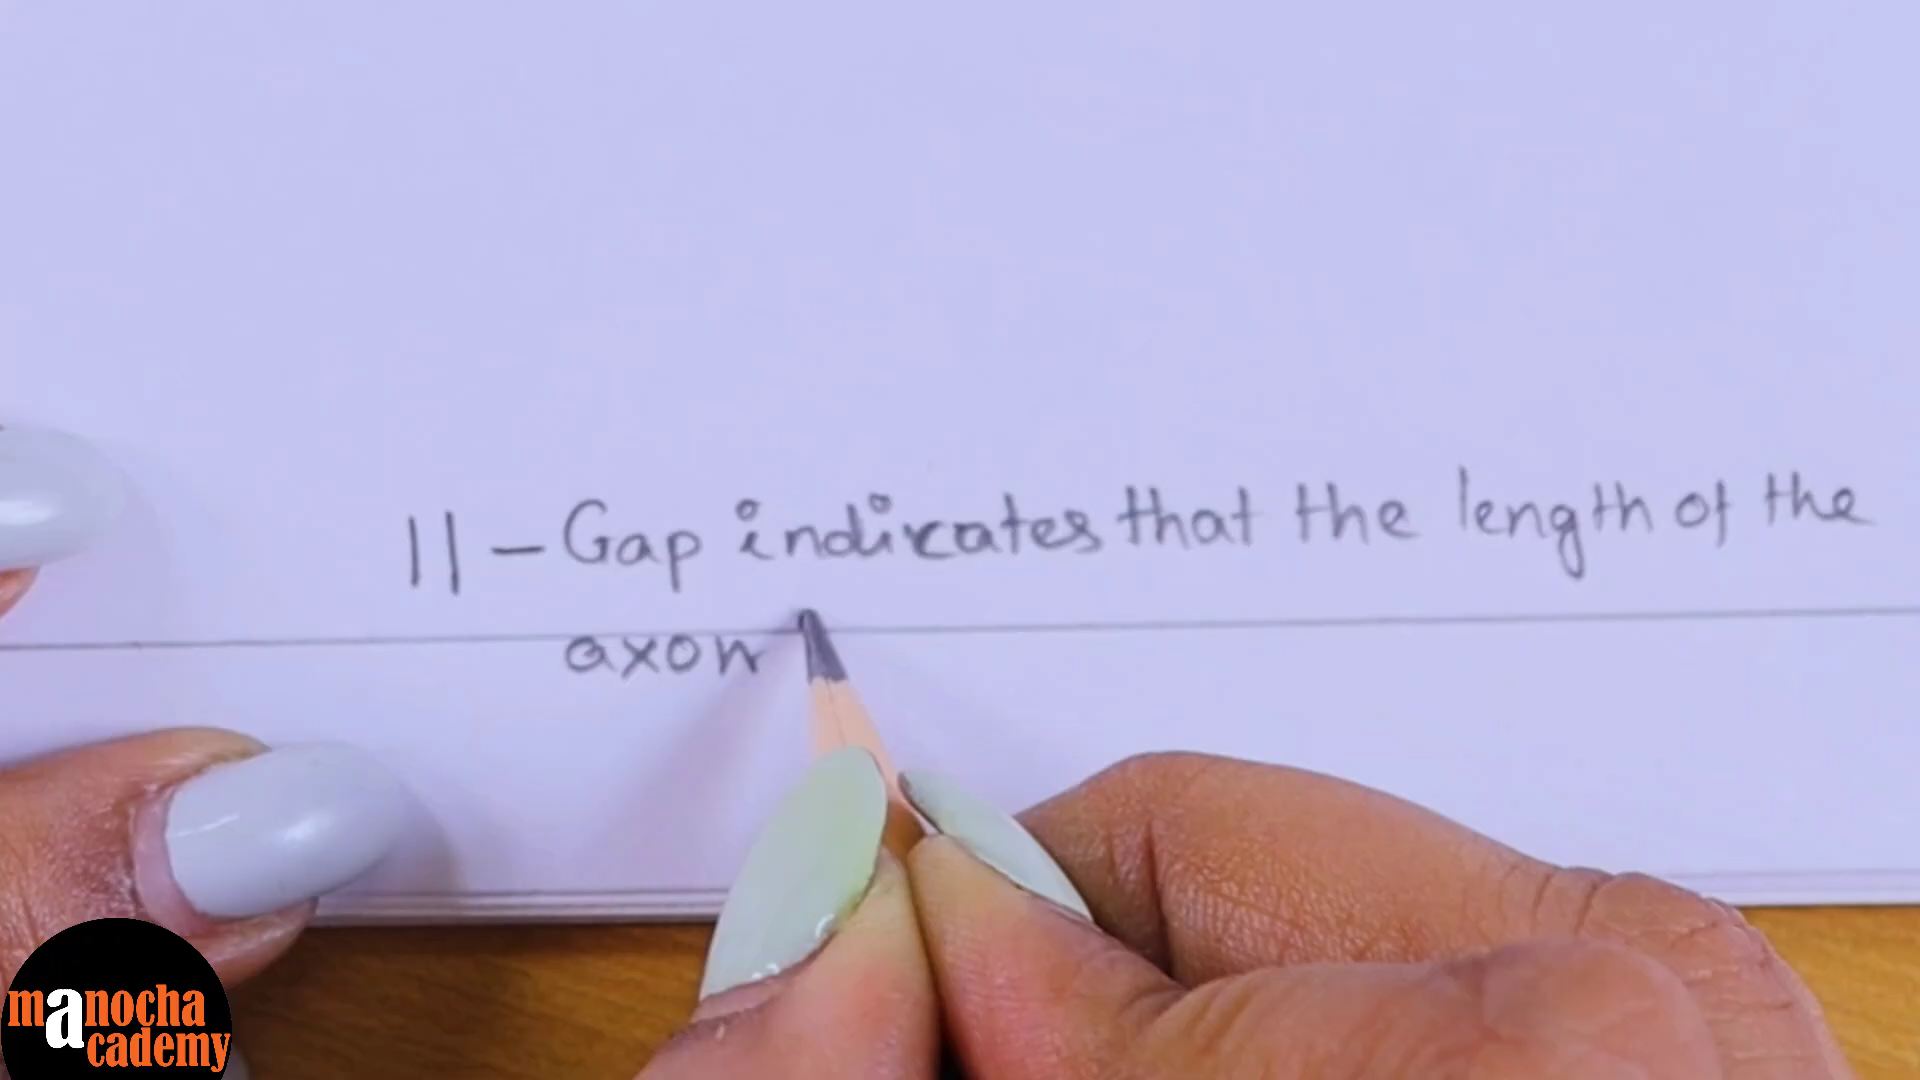 || – Gap indicates that the length of the
axon
manocha
academy